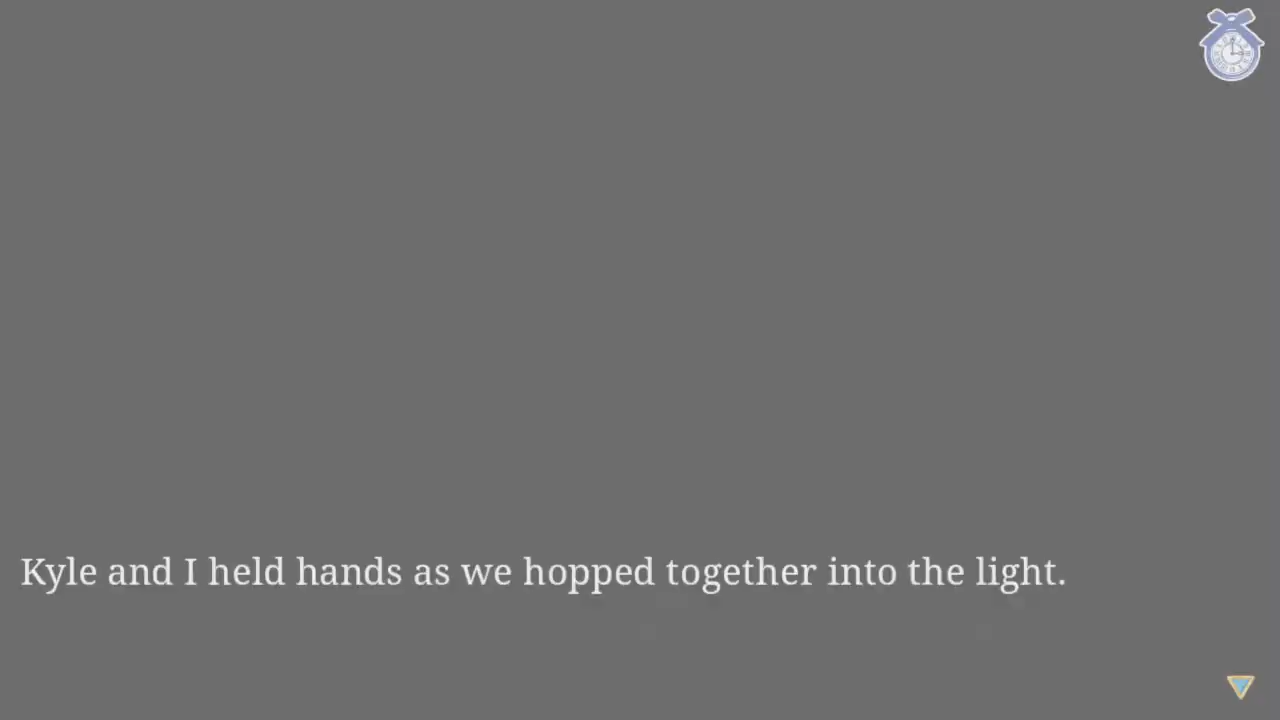 Kyle and I held hands as we hopped together into the light.